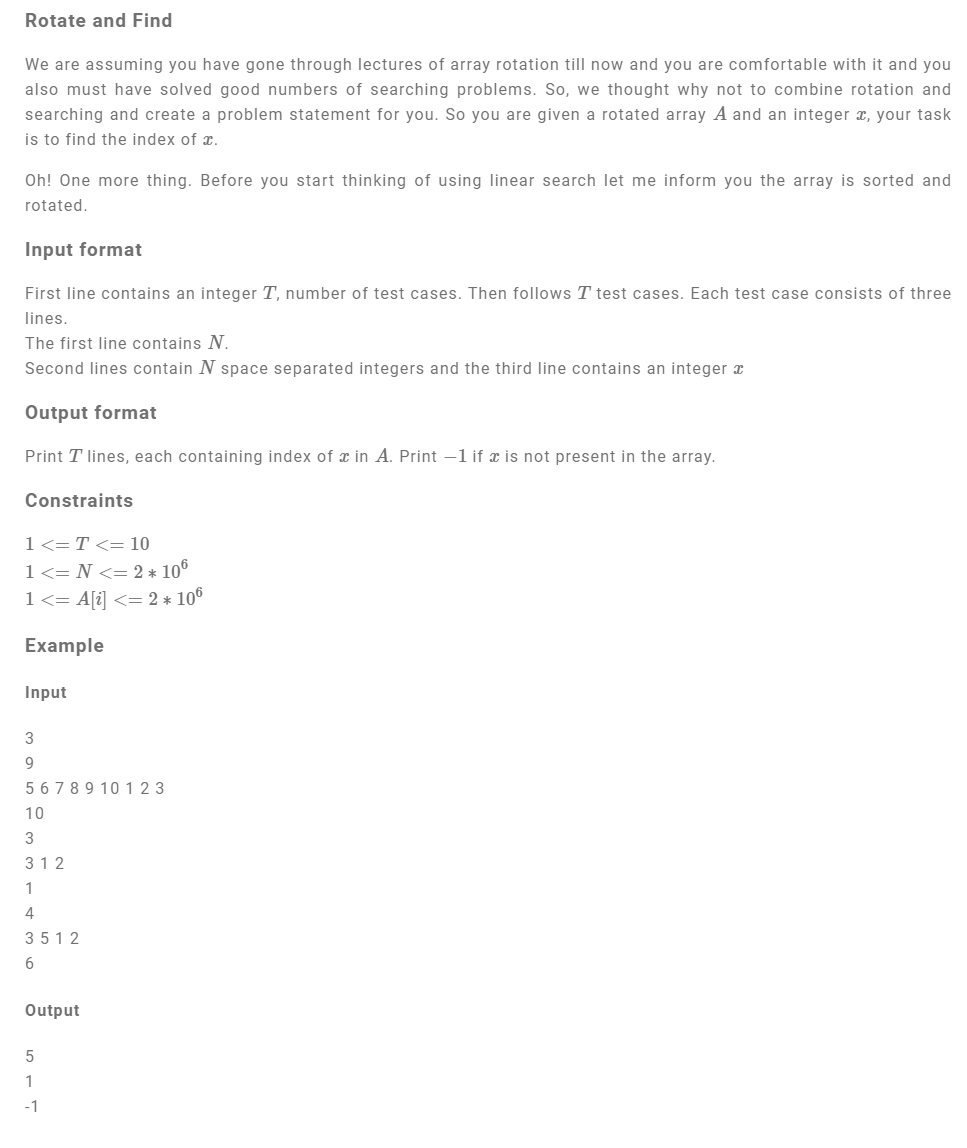 Rotate and Find
We are assuming you have gone through lectures of array rotation till now and you are comfortable with it and you
also must have solved good numbers of searching problems. So, we thought why not to combine rotation and
searching and create a problem statement for you. So you are given a rotated array A and an integer x, your task
is to find the index of x.
Oh! One more thing. Before you start thinking of using linear search let me inform you the array is sorted and
rotated.
Input format
First line contains an integer T, number of test cases. Then follows T test cases. Each test case consists of three
lines.
The first line contains N.
Second lines contain N space separated integers and the third line contains an integer x
Output format
Print T lines, each containing index of x in A. Print −1 if x is not present in the array.
Constraints
1 <= T <= 10
1 <= N <= 2 ∗ 10⁶
1 <= A[i] <= 2 ∗ 10⁶
Example
Input
3
9
5 6 7 8 9 10 1 2 3
10
3
3 1 2
1
4
3 5 1 2
6
Output
5
1
-1